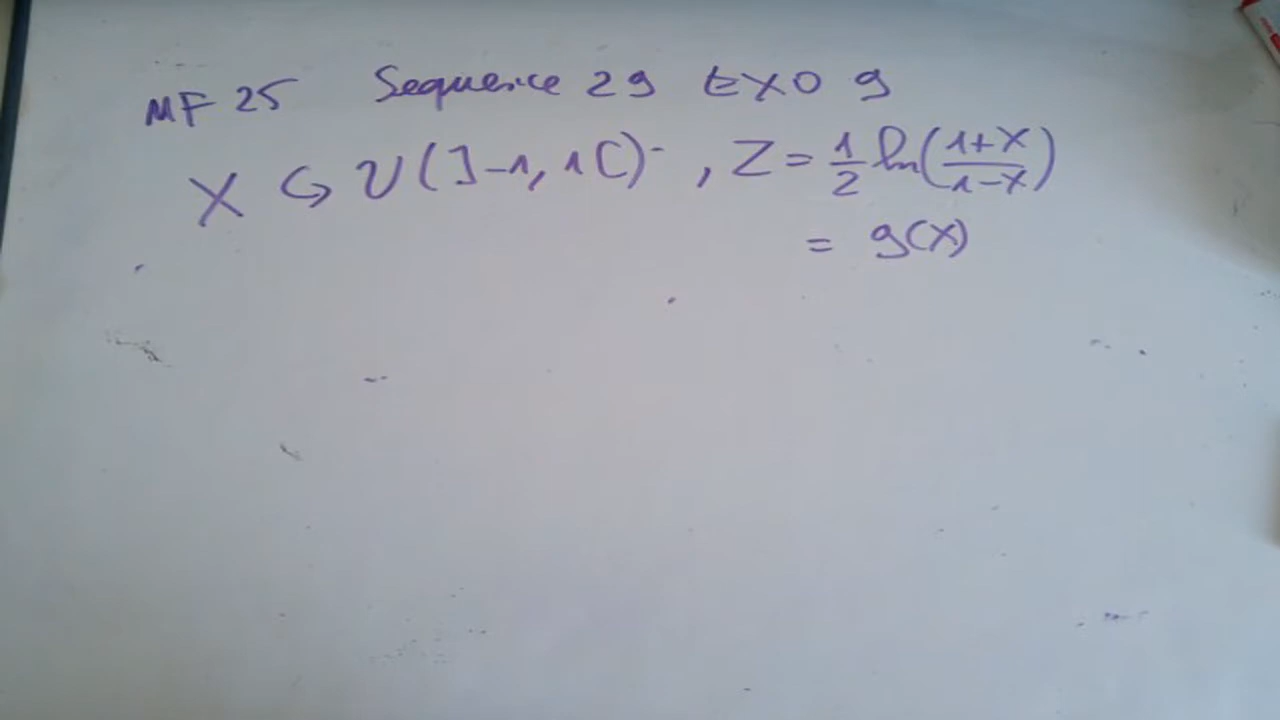 MF 25 Sequence 29 EXO 9
X ↪ U(]-1, 1[) , Z = 1/2 ln((1+X)/(1-X))
= g(X)